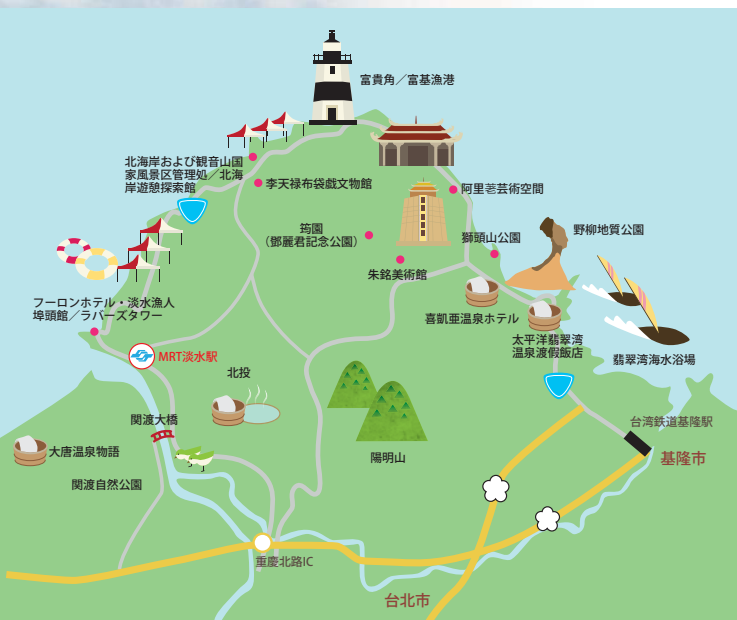 富貴角／富基漁港
北海岸および観音山国
家風景区管理処／北海
岸遊憩探索館
李天禄布袋戯文物館
阿里荖芸術空間
筠園
（鄧麗君記念公園）
獅頭山公園
野柳地質公園
朱銘美術館
フーロンホテル・淡水漁人
埠頭館／ラバーズタワー
喜凱亜温泉ホテル
太平洋翡翠湾
温泉渡假飯店
翡翠湾海水浴場
MRT淡水駅
北投
関渡大橋
台湾鉄道基隆駅
大唐温泉物語
陽明山
基隆市
関渡自然公園
重慶北路IC
台北市